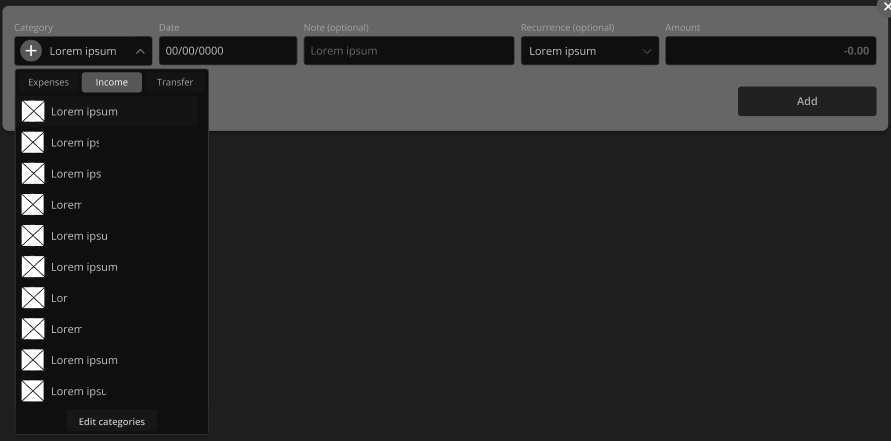 Category Date Note (optional) Recurrence (optional) Amount
Lorem ipsum 00/00/0000 Lorem ipsum Lorem ipsum -0.00
Expenses Income Transfer
Add
Lorem ipsum
Lorem ips
Lorem ips
Lorem
Lorem ipsu
Lorem ipsum
Lor
Lorem
Lorem ipsum
Lorem ipsu
Edit categories